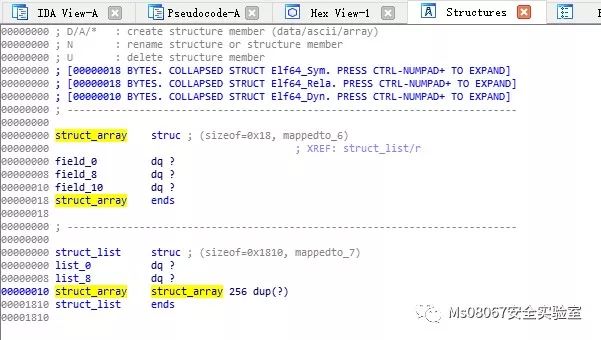 IDA View-A Pseudocode-A Hex View-1 Structures
00000000 ; D/A/* : create structure member (data/ascii/array)
00000000 ; N : rename structure or structure member
00000000 ; U : delete structure member
00000000 ; [00000018 BYTES. COLLAPSED STRUCT Elf64_Sym. PRESS CTRL-NUMPAD+ TO EXPAND]
00000000 ; [00000018 BYTES. COLLAPSED STRUCT Elf64_Rela. PRESS CTRL-NUMPAD+ TO EXPAND]
00000000 ; [00000010 BYTES. COLLAPSED STRUCT Elf64_Dyn. PRESS CTRL-NUMPAD+ TO EXPAND]
00000000 ; ---------------------------------------------------------------------------
00000000
00000000 struct_array struc ; (sizeof=0x18, mappedto_6)
00000000 ; XREF: struct_list/r
00000000 field_0 dq ?
00000008 field_8 dq ?
00000010 field_10 dq ?
00000018 struct_array ends
00000018
00000000 ; ---------------------------------------------------------------------------
00000000
00000000 struct_list struc ; (sizeof=0x1810, mappedto_7)
00000000 list_0 dq ?
00000008 list_8 dq ?
00000010 struct_array struct_array 256 dup(?)
00001810 struct_list ends
00001810
Ms08067安全实验室